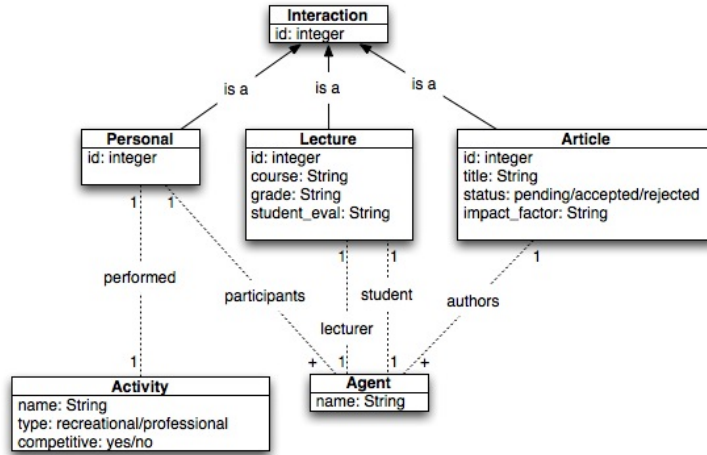 Interaction
id: integer
is a
is a
is a
Personal
id: integer
Lecture
id: integer
course: String
grade: String
student_eval: String
Article
id: integer
title: String
status: pending/accepted/rejected
impact_factor: String
1
1
1
1
1
performed
participants
student
authors
lecturer
1
+
1
1
+
Activity
name: String
type: recreational/professional
competitive: yes/no
Agent
name: String